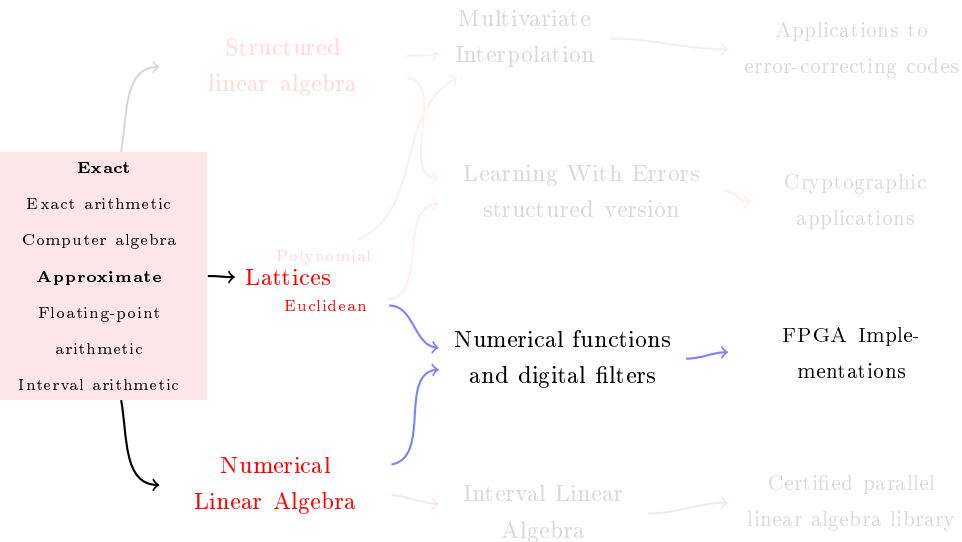 Structured
linear algebra
Multivariate
Interpolation
Applications to
error-correcting codes
Exact
Exact arithmetic
Computer algebra
Approximate
Floating-point
arithmetic
Interval arithmetic
Polynomial
Lattices
Euclidean
Learning With Errors
structured version
Cryptographic
applications
Numerical functions
and digital filters
FPGA Imple-
mentations
Numerical
Linear Algebra
Interval Linear
Algebra
Certified parallel
linear algebra library